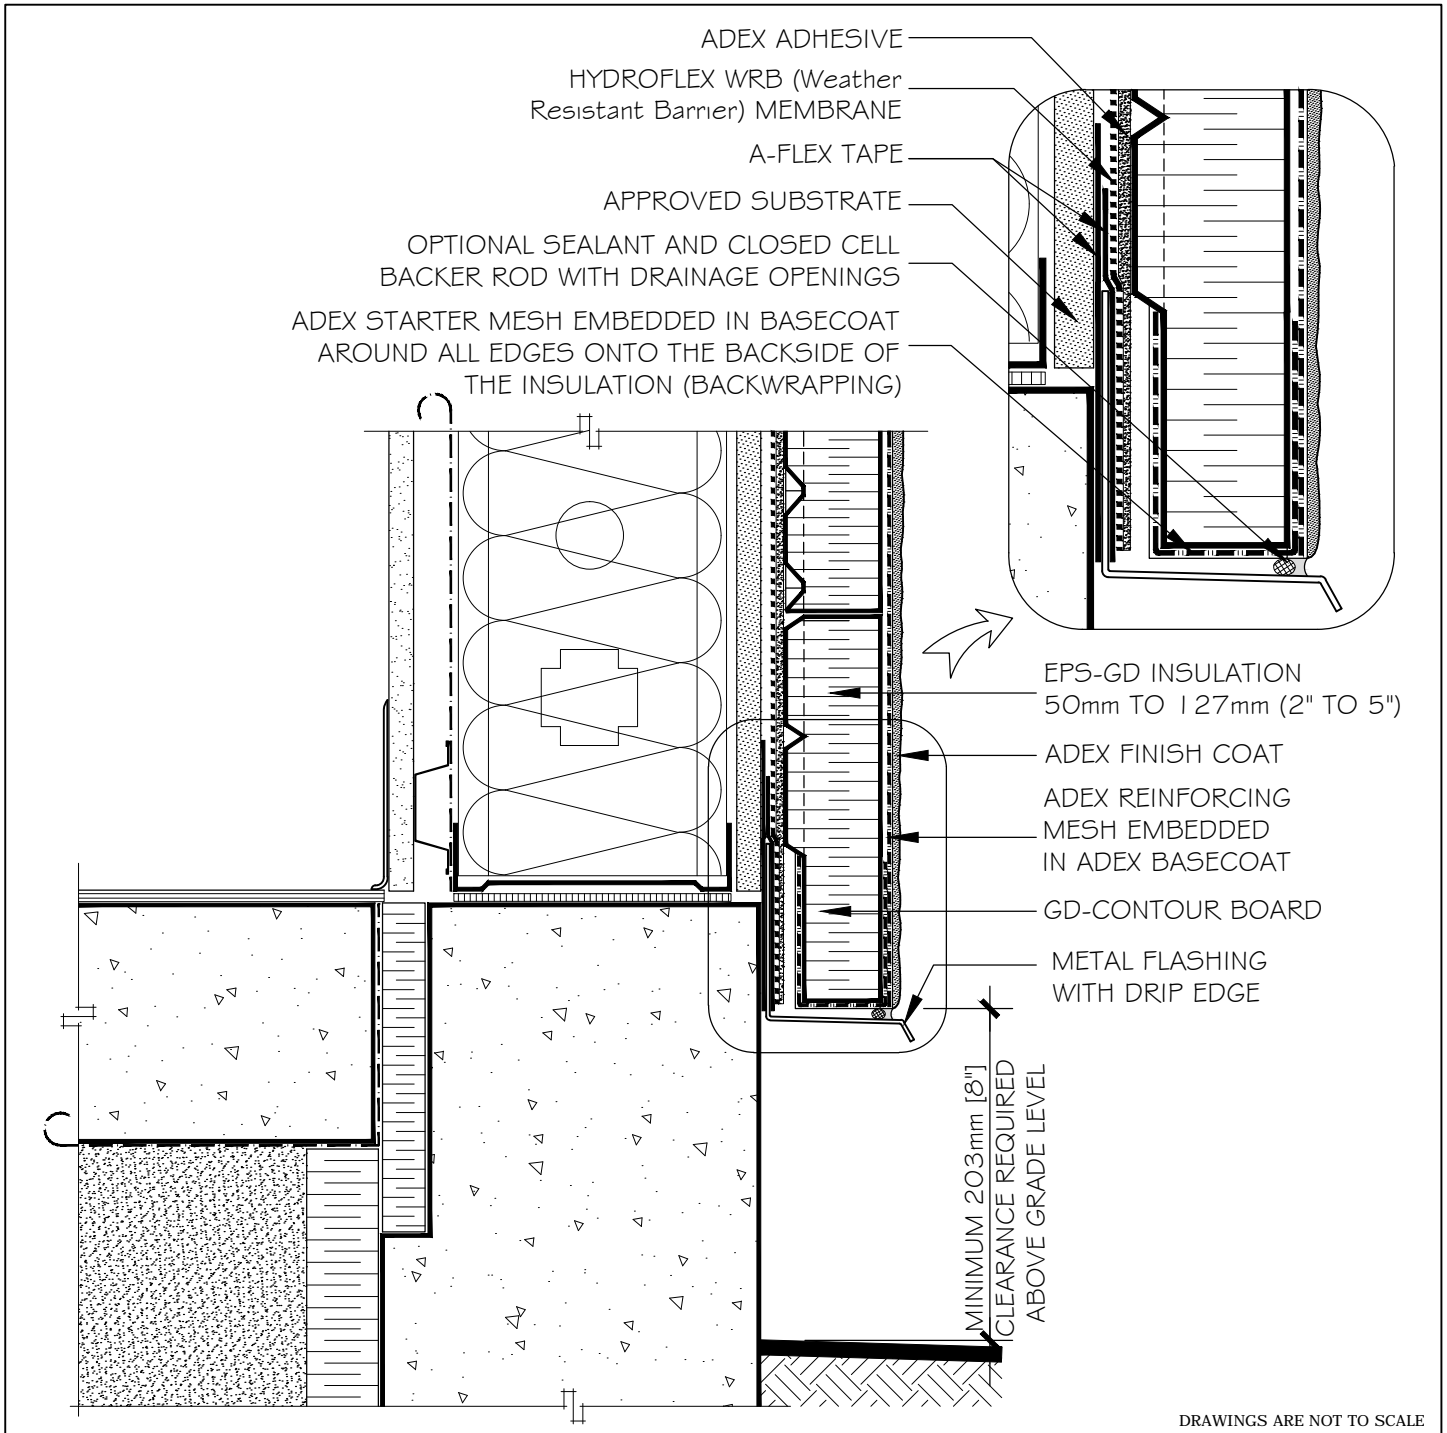 ADEX ADHESIVE
HYDROFLEX WRB (Weather
Resistant Barrier) MEMBRANE
A-FLEX TAPE
APPROVED SUBSTRATE
OPTIONAL SEALANT AND CLOSED CELL
BACKER ROD WITH DRAINAGE OPENINGS
ADEX STARTER MESH EMBEDDED IN BASECOAT
AROUND ALL EDGES ONTO THE BACKSIDE OF
THE INSULATION (BACKWRAPPING)
EPS-GD INSULATION
50mm TO 127mm (2" TO 5")
ADEX FINISH COAT
ADEX REINFORCING
MESH EMBEDDED
IN ADEX BASECOAT
GD-CONTOUR BOARD
METAL FLASHING
WITH DRIP EDGE
MINIMUM 203mm [8"]
CLEARANCE REQUIRED
ABOVE GRADE LEVEL
DRAWINGS ARE NOT TO SCALE